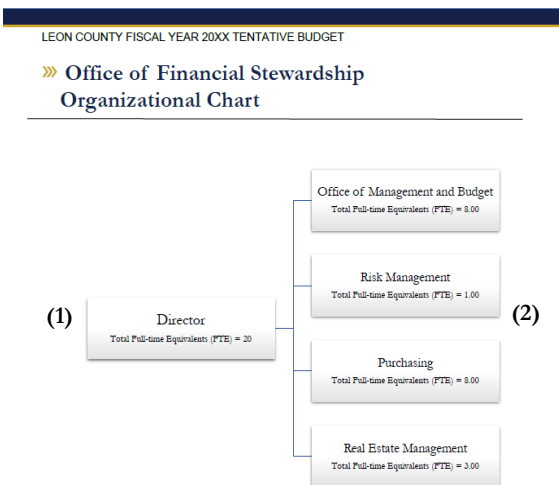 LEON COUNTY FISCAL YEAR 20XX TENTATIVE BUDGET
»» Office of Financial Stewardship
Organizational Chart
Office of Management and Budget
Total Full-time Equivalents (FTE) = 8.00
Risk Management
Total Full-time Equivalents (FTE) = 1.00
(1)
(2)
Director
Total Full-time Equivalents (FTE) = 20
Purchasing
Total Full-time Equivalents (FTE) = 8.00
Real Estate Management
Total Full-time Equivalents (FTE) = 3.00